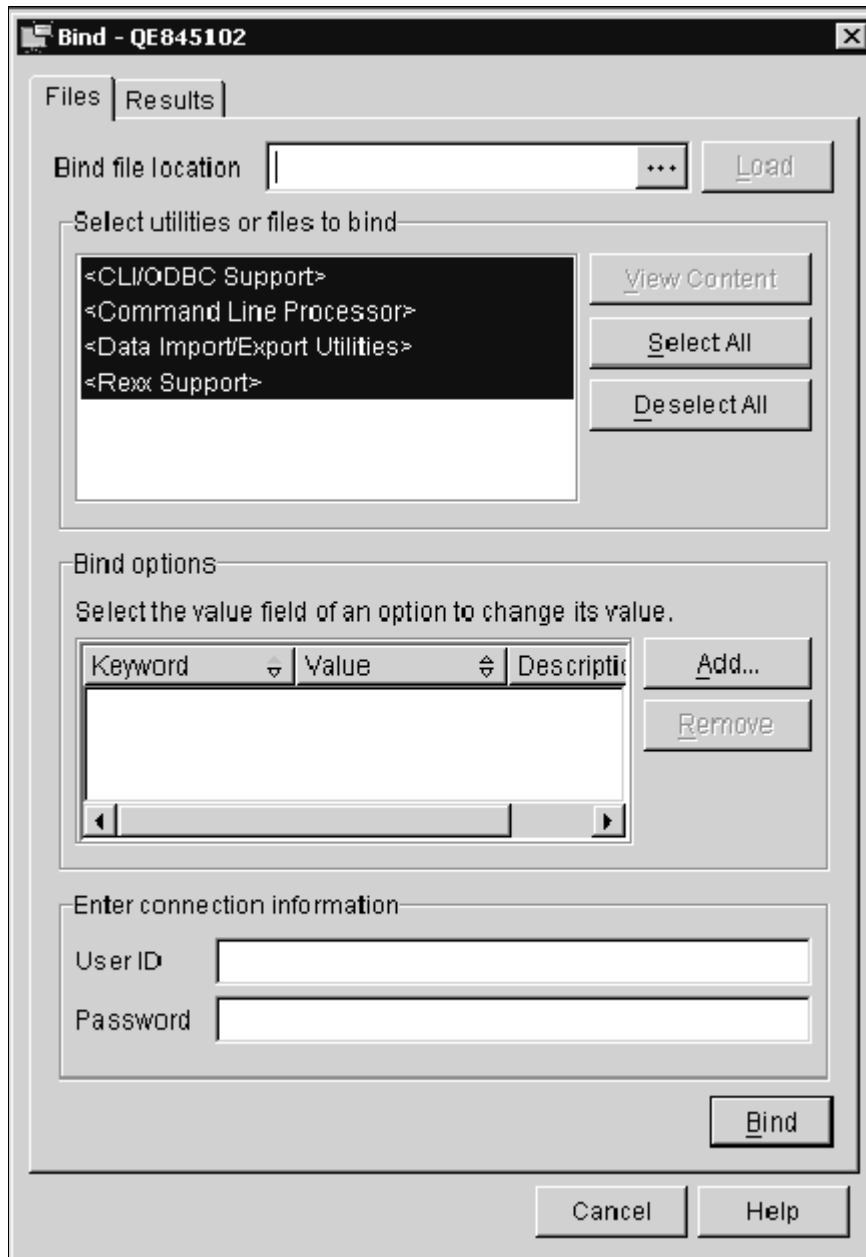 Bind - QE845102
Files Results
Bind file location ... Load
Select utilities or files to bind
<CLI/ODBC Support>
<Command Line Processor>
<Data Import/Export Utilities>
<Rexx Support>
View Content
Select All
Deselect All
Bind options
Select the value field of an option to change its value.
Keyword Value Descriptic
Add...
Remove
Enter connection information
User ID
Password
Bind
Cancel Help